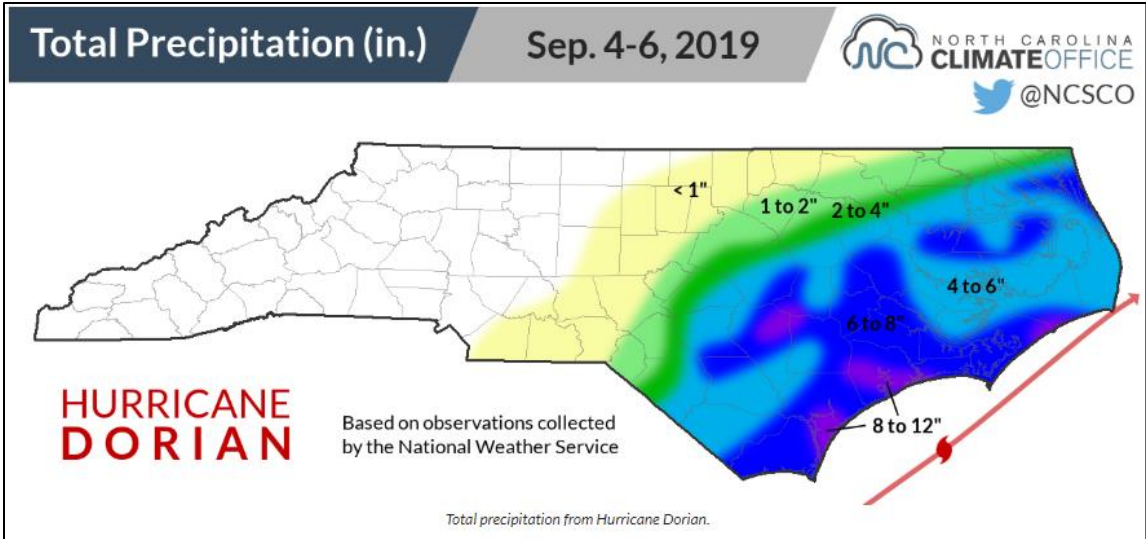 Total Precipitation (in.)
Sep. 4-6, 2019
NC
NORTH CAROLINA
CLIMATEOFFICE
@NCSCO
< 1"
1 to 2"
2 to 4"
4 to 6"
6 to 8"
8 to 12"
HURRICANE
DORIAN
Based on observations collected
by the National Weather Service
Total precipitation from Hurricane Dorian.